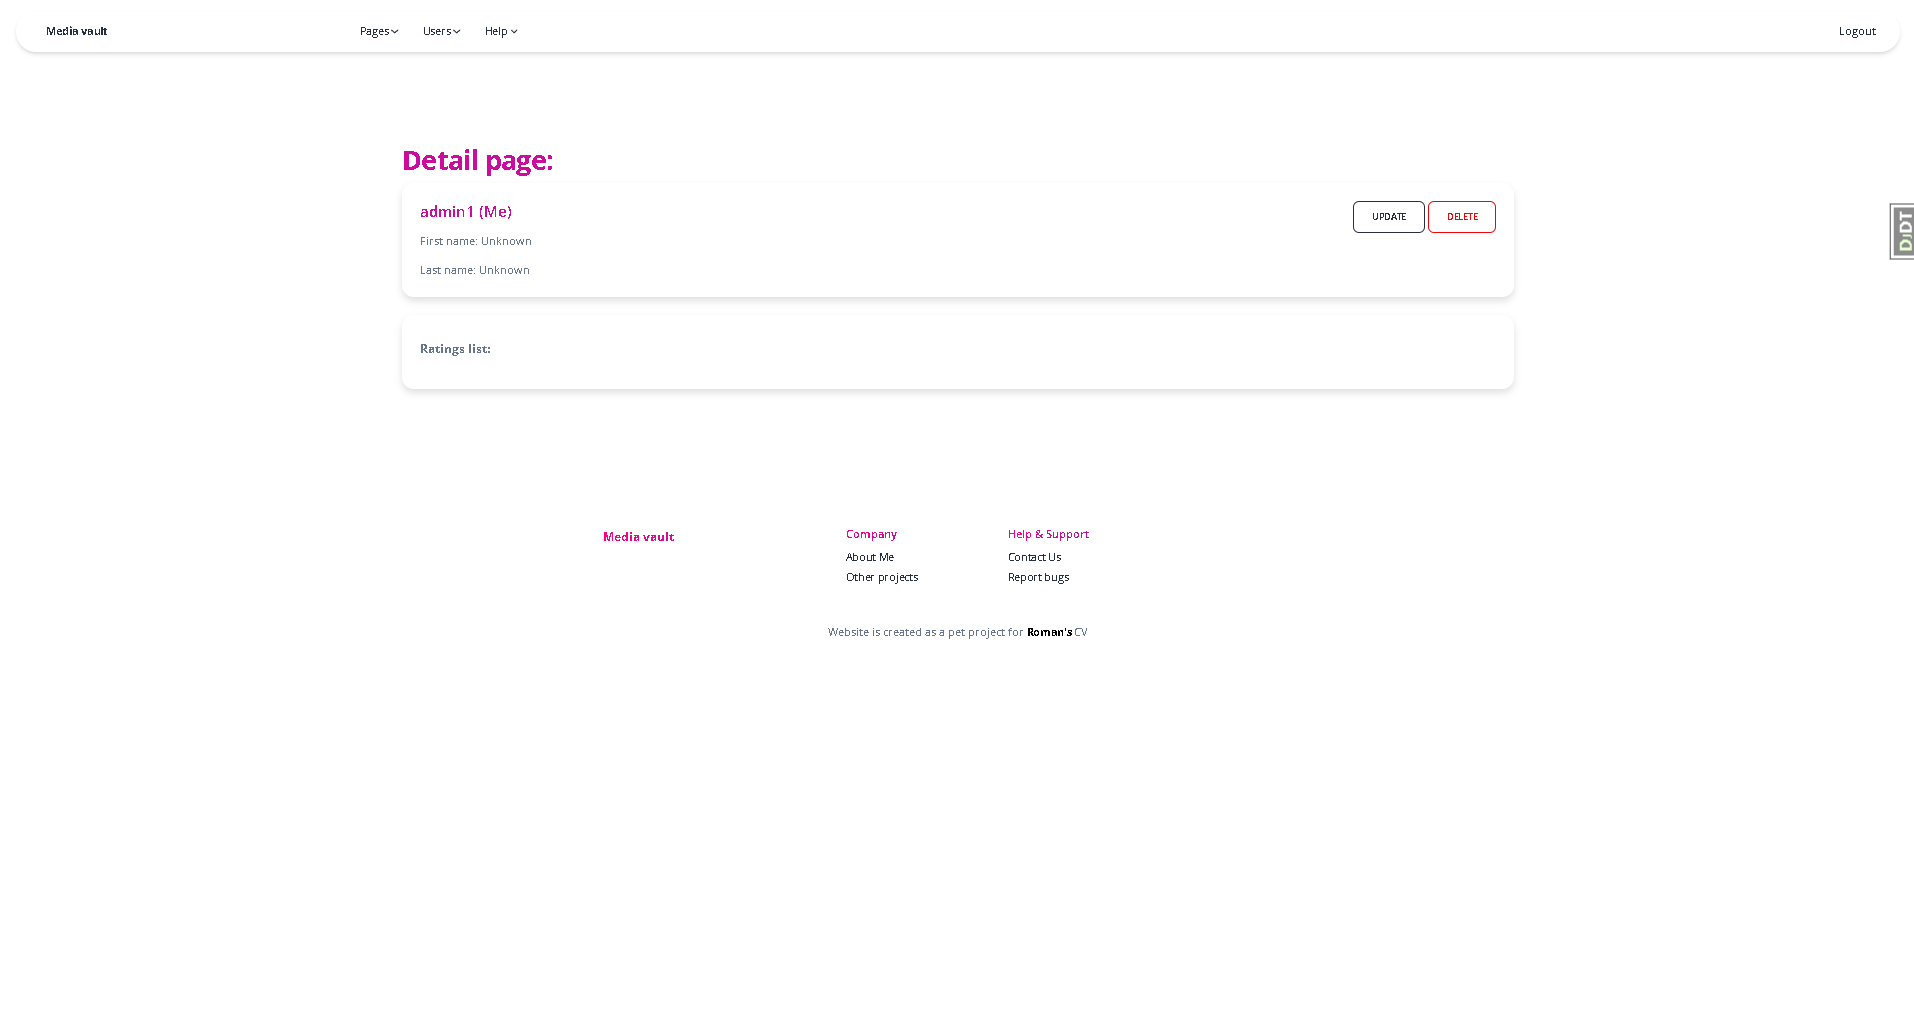 Media vault
Pages
Users
Help
Logout
Detail page:
admin1 (Me)
UPDATE
DELETE
First name: Unknown
Last name: Unknown
DJDT
Ratings list:
Media vault
Company
About Me
Other projects
Help & Support
Contact Us
Report bugs
Website is created as a pet project for Roman's CV